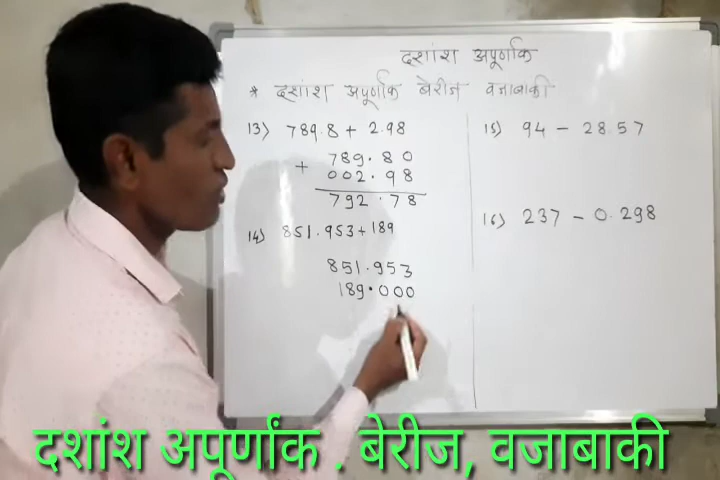 दशांश अपूर्णांक
* दशांश अपूर्णांक बेरीज वजाबाकी
13) 789.8 + 2.98
789.80
+ 002.98
792.78
14) 851.953 + 189
851.953
189.000
15) 94 - 28.57
16) 237 - 0.298
दशांश अपूर्णांक . बेरीज, वजाबाकी